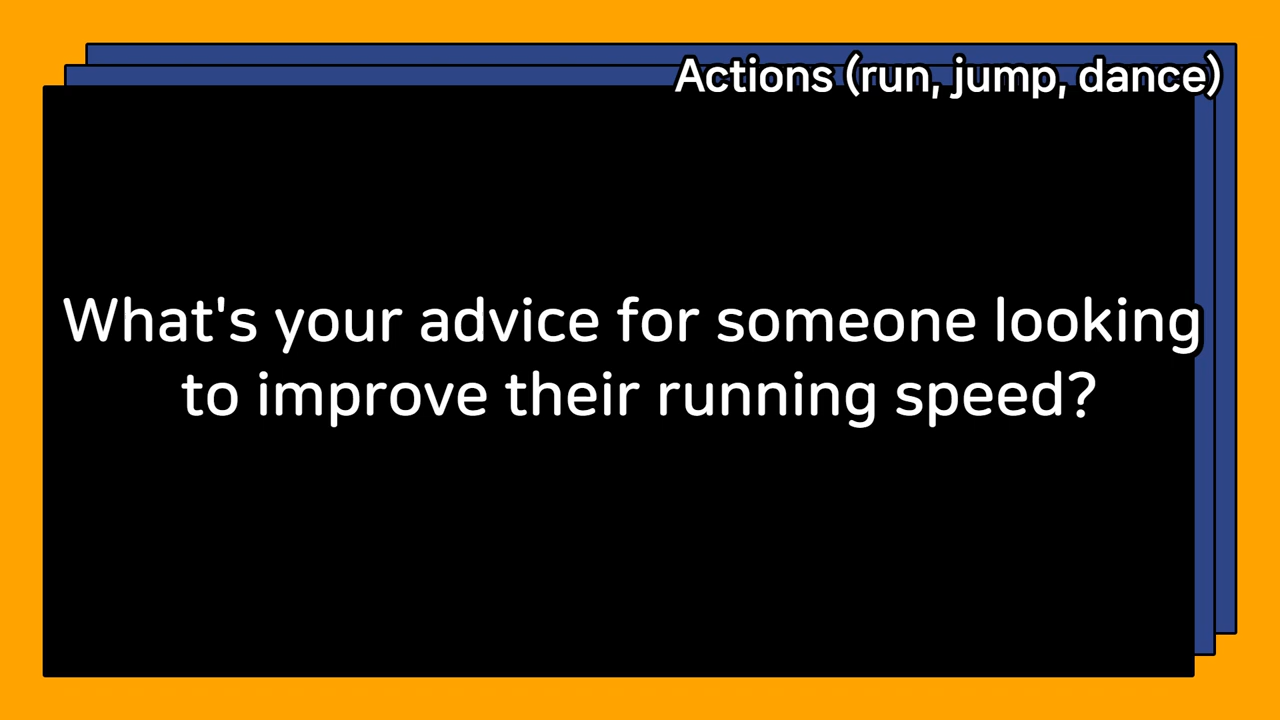 Actions (run, jump, dance)
What's your advice for someone looking
to improve their running speed?